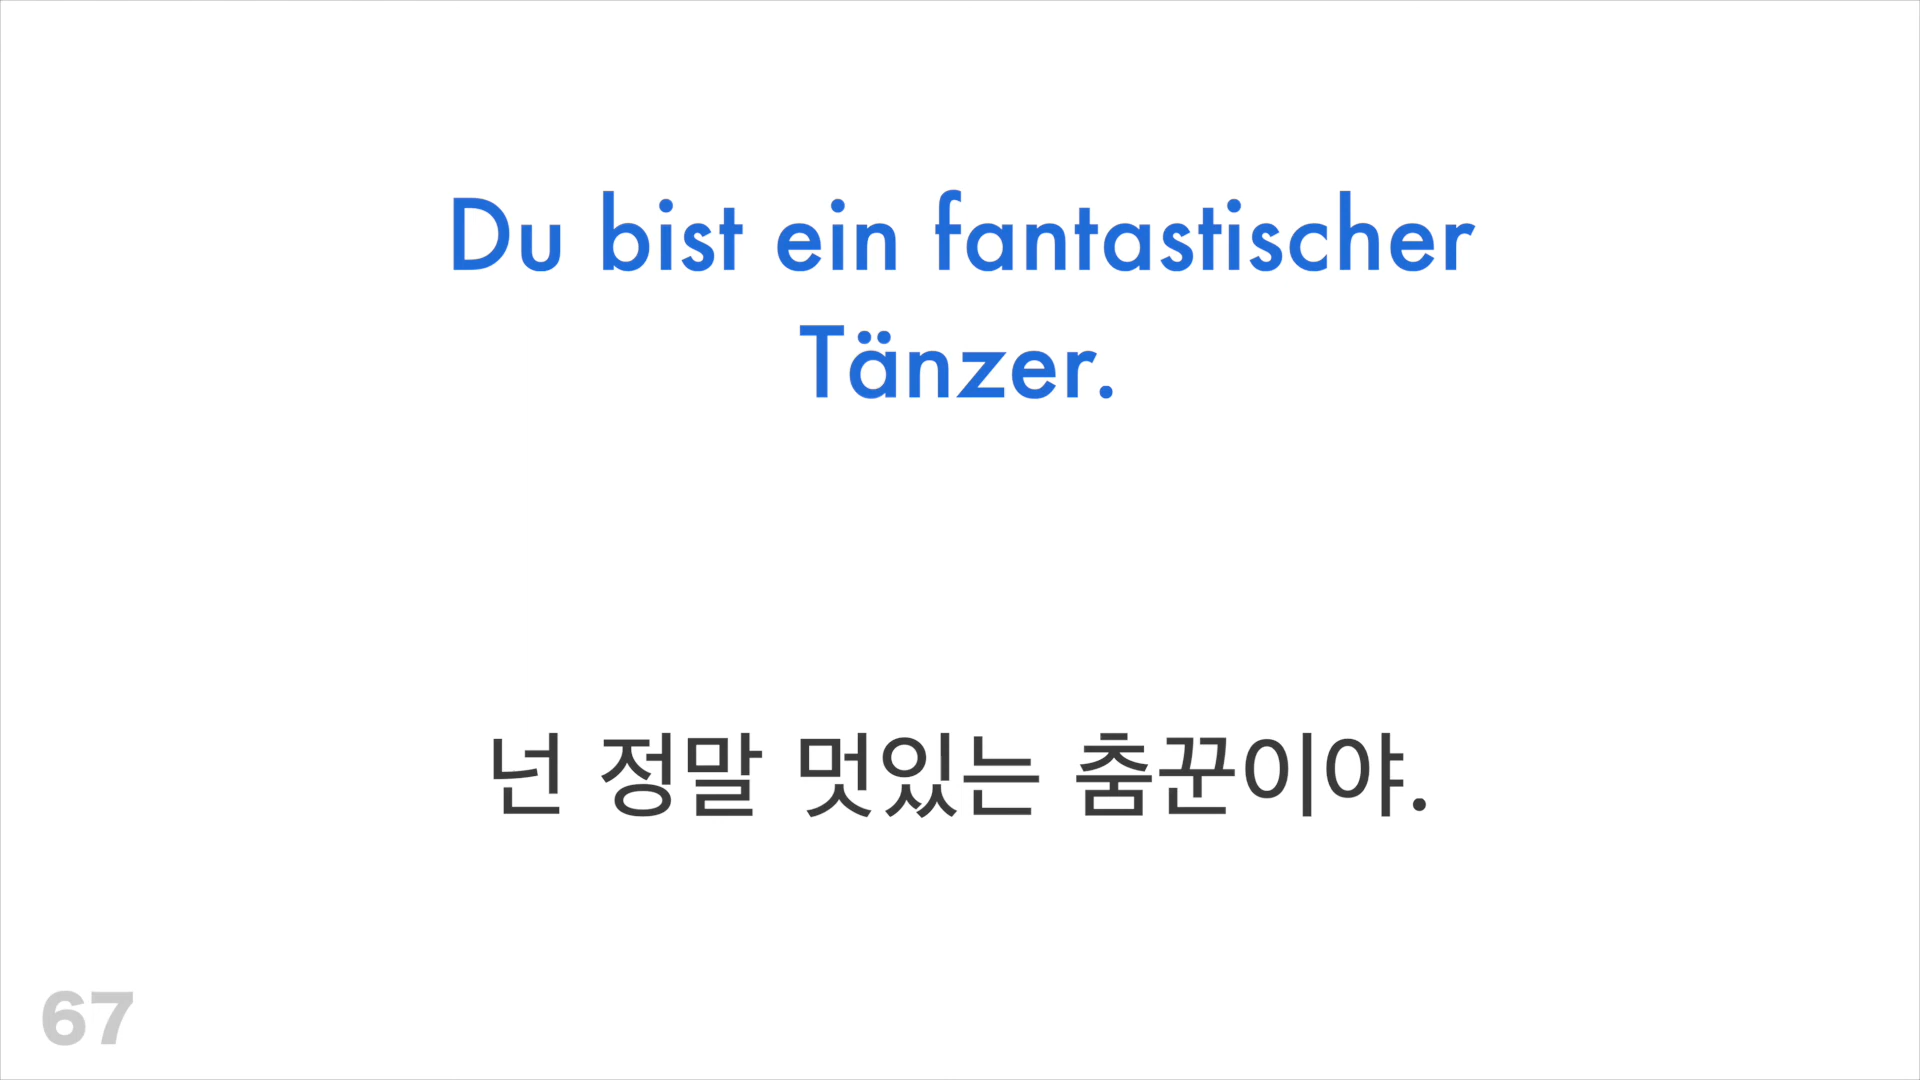 Du bist ein fantastischer
Tänzer.
넌 정말 멋있는 춤꾼이야.
67